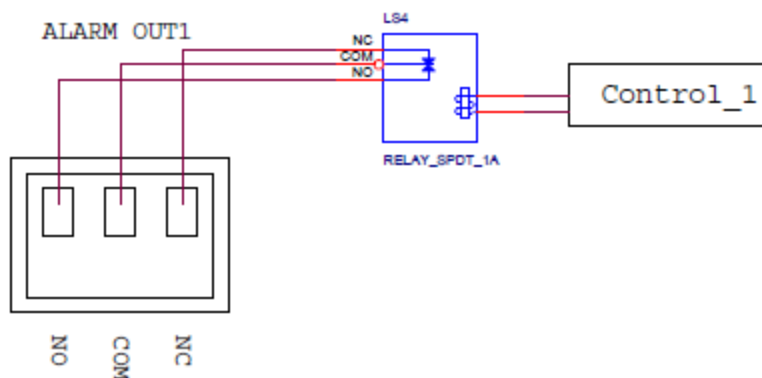 LS4
ALARM OUT1
NC
COM
NO
Control_1
RELAY_SPDT_1A
NO
COM
NC